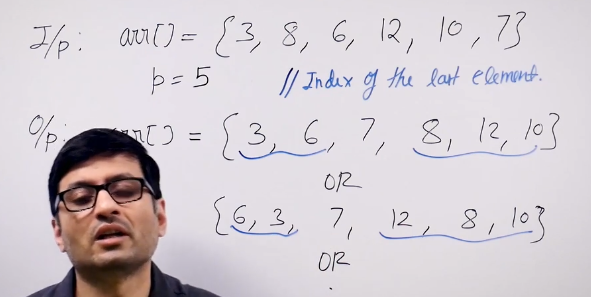 I/p: arr[] = {3, 8, 6, 12, 10, 7}
p = 5 // Index of the last element.
O/p: arr[] = {3, 6, 7, 8, 12, 10}
OR
{6, 3, 7, 12, 8, 10}
OR